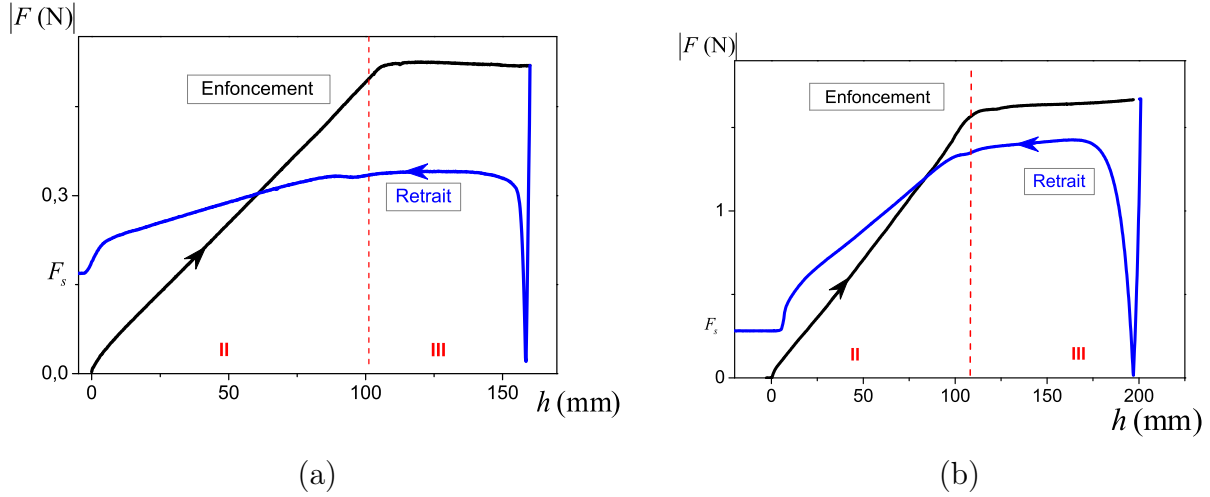 |F (N)|
Enfoncement
0,3
Retrait
F_s
II
III
0,0
0 50 100 150
h (mm)
(a)
|F (N)|
Enfoncement
Retrait
1
F_s
II
III
0
0 50 100 150 200
h (mm)
(b)